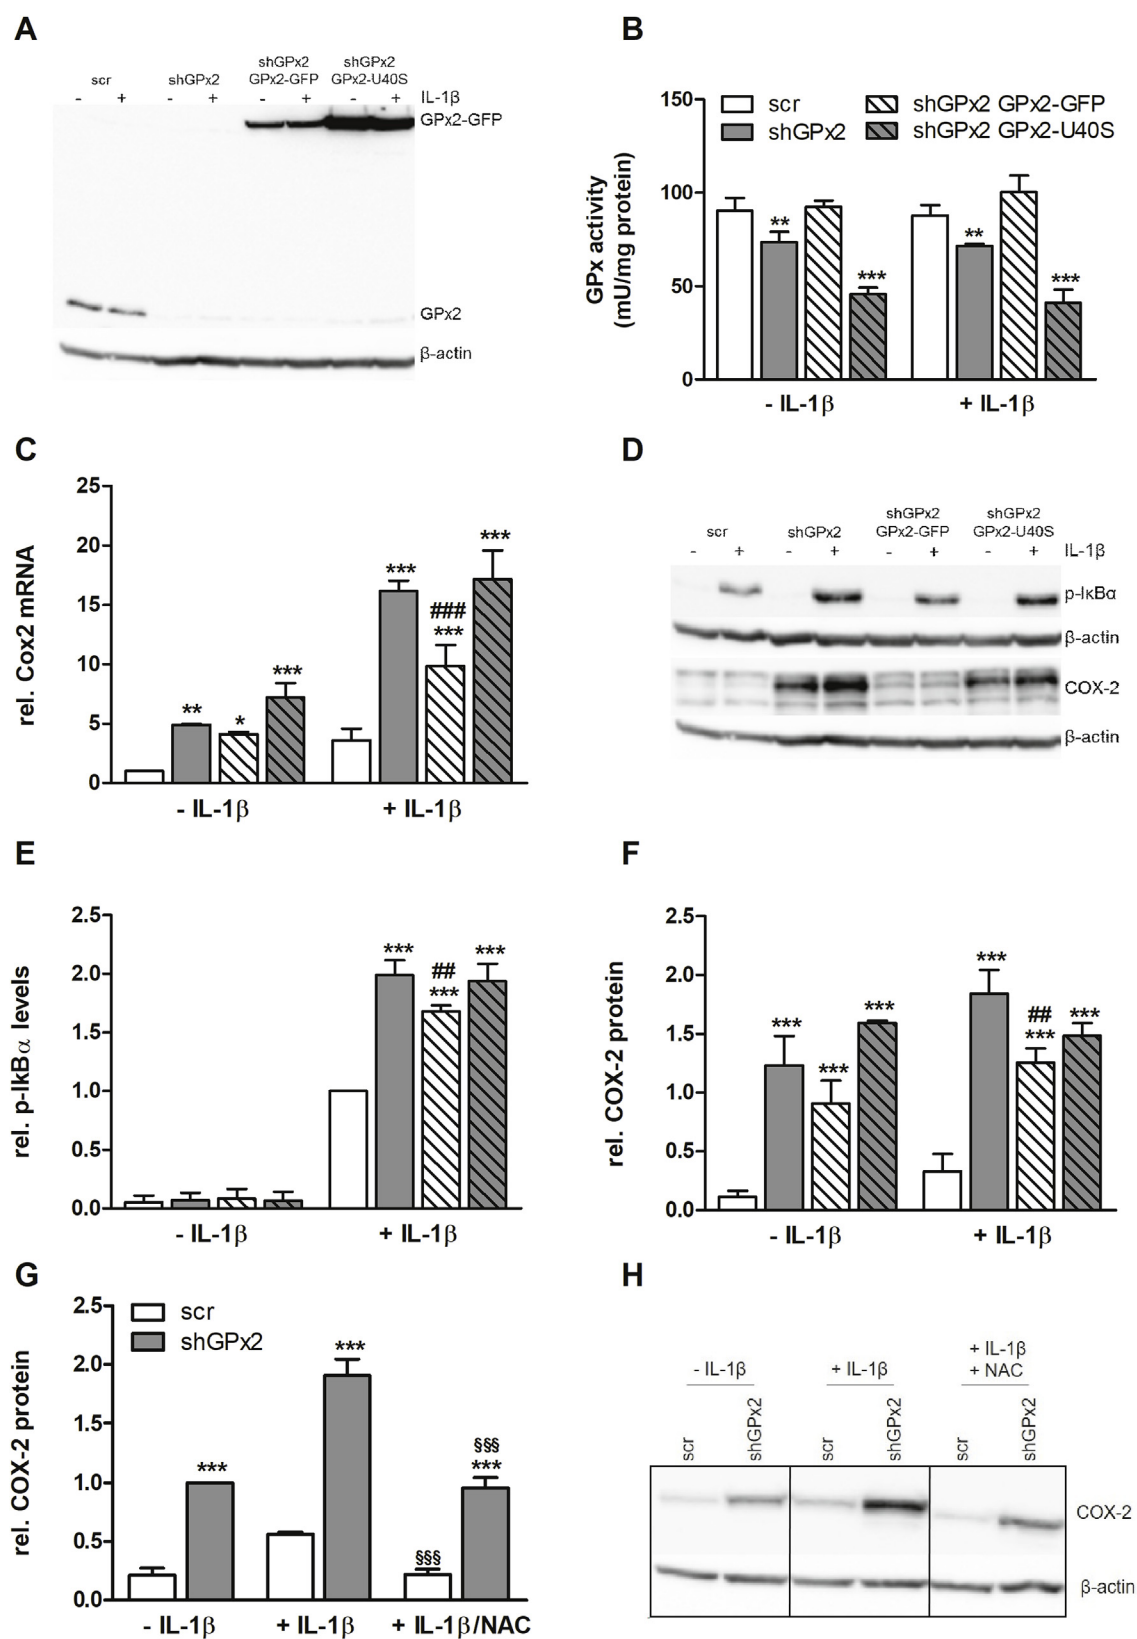 A
scr
shGPx2
shGPx2
GPx2-GFP
shGPx2
GPx2-U40S
- + - + - + - + IL-1β
GPx2-GFP
GPx2
β-actin
B
GPx activity
(mU/mg protein)
150
100
50
0
scr
shGPx2
shGPx2 GPx2-GFP
shGPx2 GPx2-U40S
** *** ** ***
- IL-1β + IL-1β
C
rel. Cox2 mRNA
25
20
15
10
5
0
** * *** *** ### *** ***
- IL-1β + IL-1β
D
scr
shGPx2
shGPx2
GPx2-GFP
shGPx2
GPx2-U40S
- + - + - + - + IL-1β
p-IκBα
β-actin
COX-2
β-actin
E
rel. p-IkBα levels
2.5
2.0
1.5
1.0
0.5
0.0
*** ## *** ***
- IL-1β + IL-1β
F
rel. COX-2 protein
2.5
2.0
1.5
1.0
0.5
0.0
*** *** *** *** ## *** ***
- IL-1β + IL-1β
G
rel. COX-2 protein
2.5
2.0
1.5
1.0
0.5
0.0
scr
shGPx2
*** *** §§§ §§§ ***
- IL-1β + IL-1β + IL-1β/NAC
H
- IL-1β + IL-1β + IL-1β
+ NAC
scr shGPx2 scr shGPx2 scr shGPx2
COX-2
β-actin